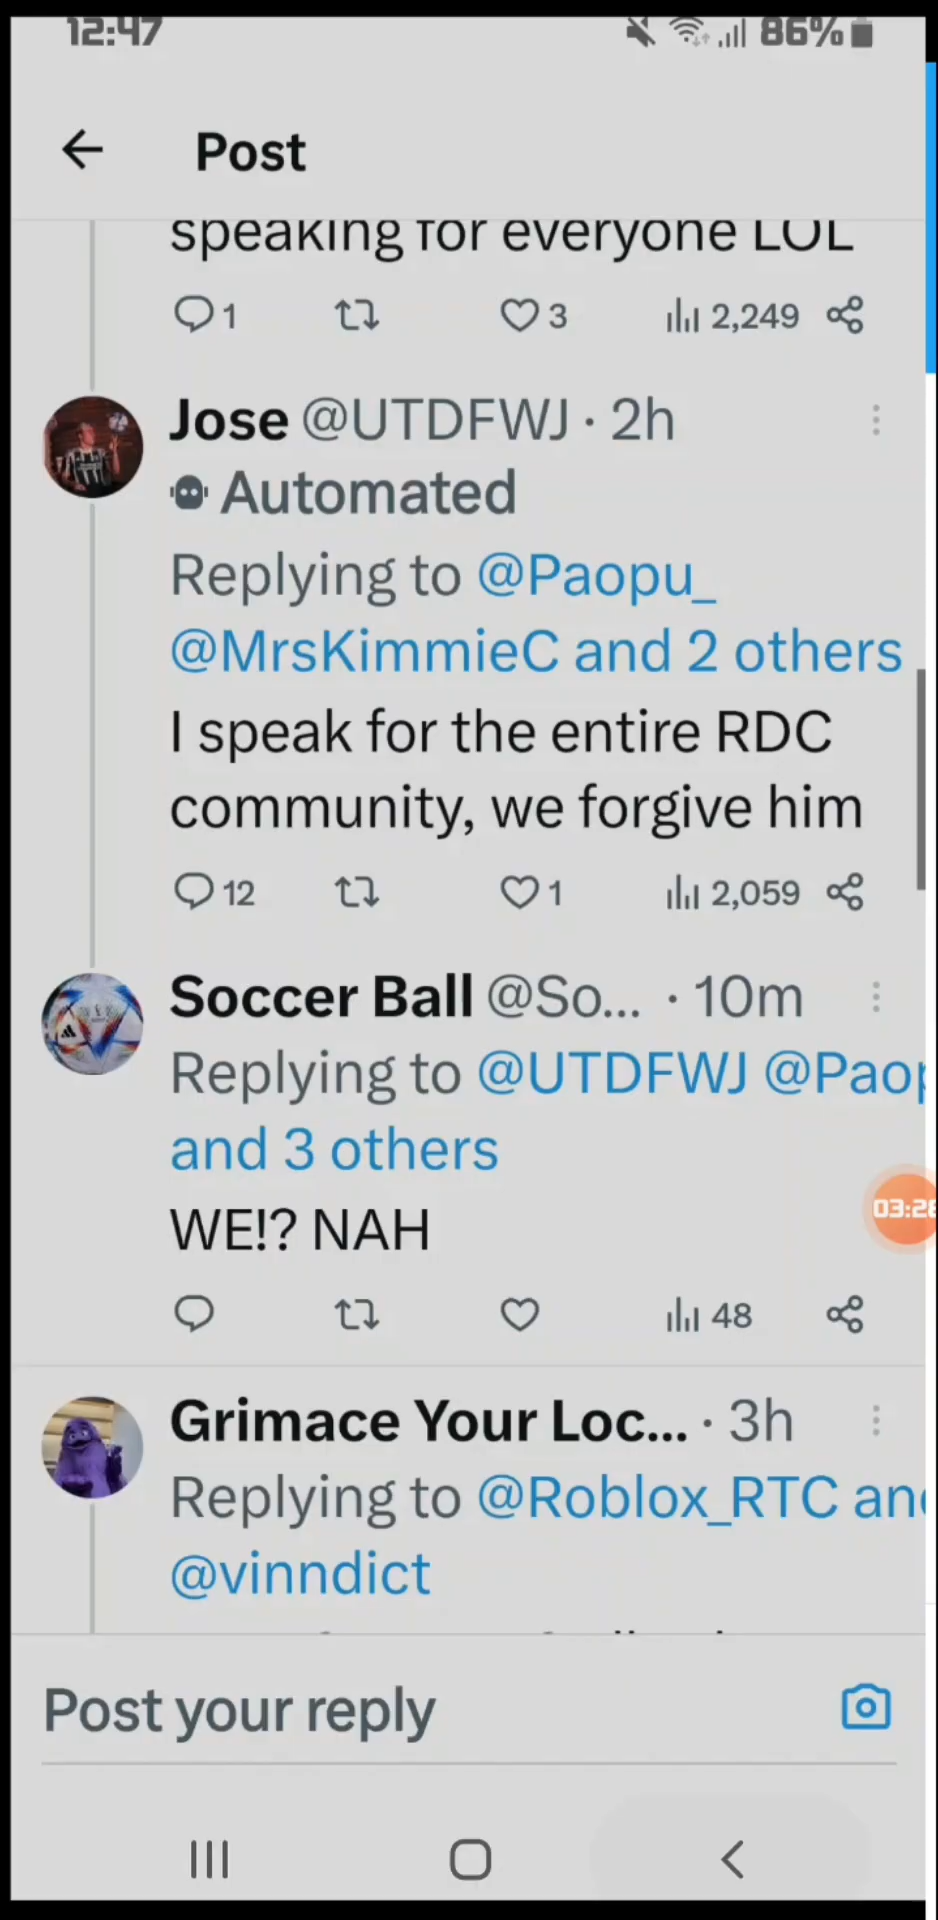 12:47 86%
Post
speaking for everyone LOL
1 3 2,249
Jose @UTDFWJ · 2h
Automated
Replying to @Paopu_
@MrsKimmieC and 2 others
I speak for the entire RDC
community, we forgive him
12 1 2,059
Soccer Ball @So... · 10m
Replying to @UTDFWJ @Paop
and 3 others
WE!? NAH
48
03:28
Grimace Your Loc... · 3h
Replying to @Roblox_RTC and
@vinndict
Post your reply